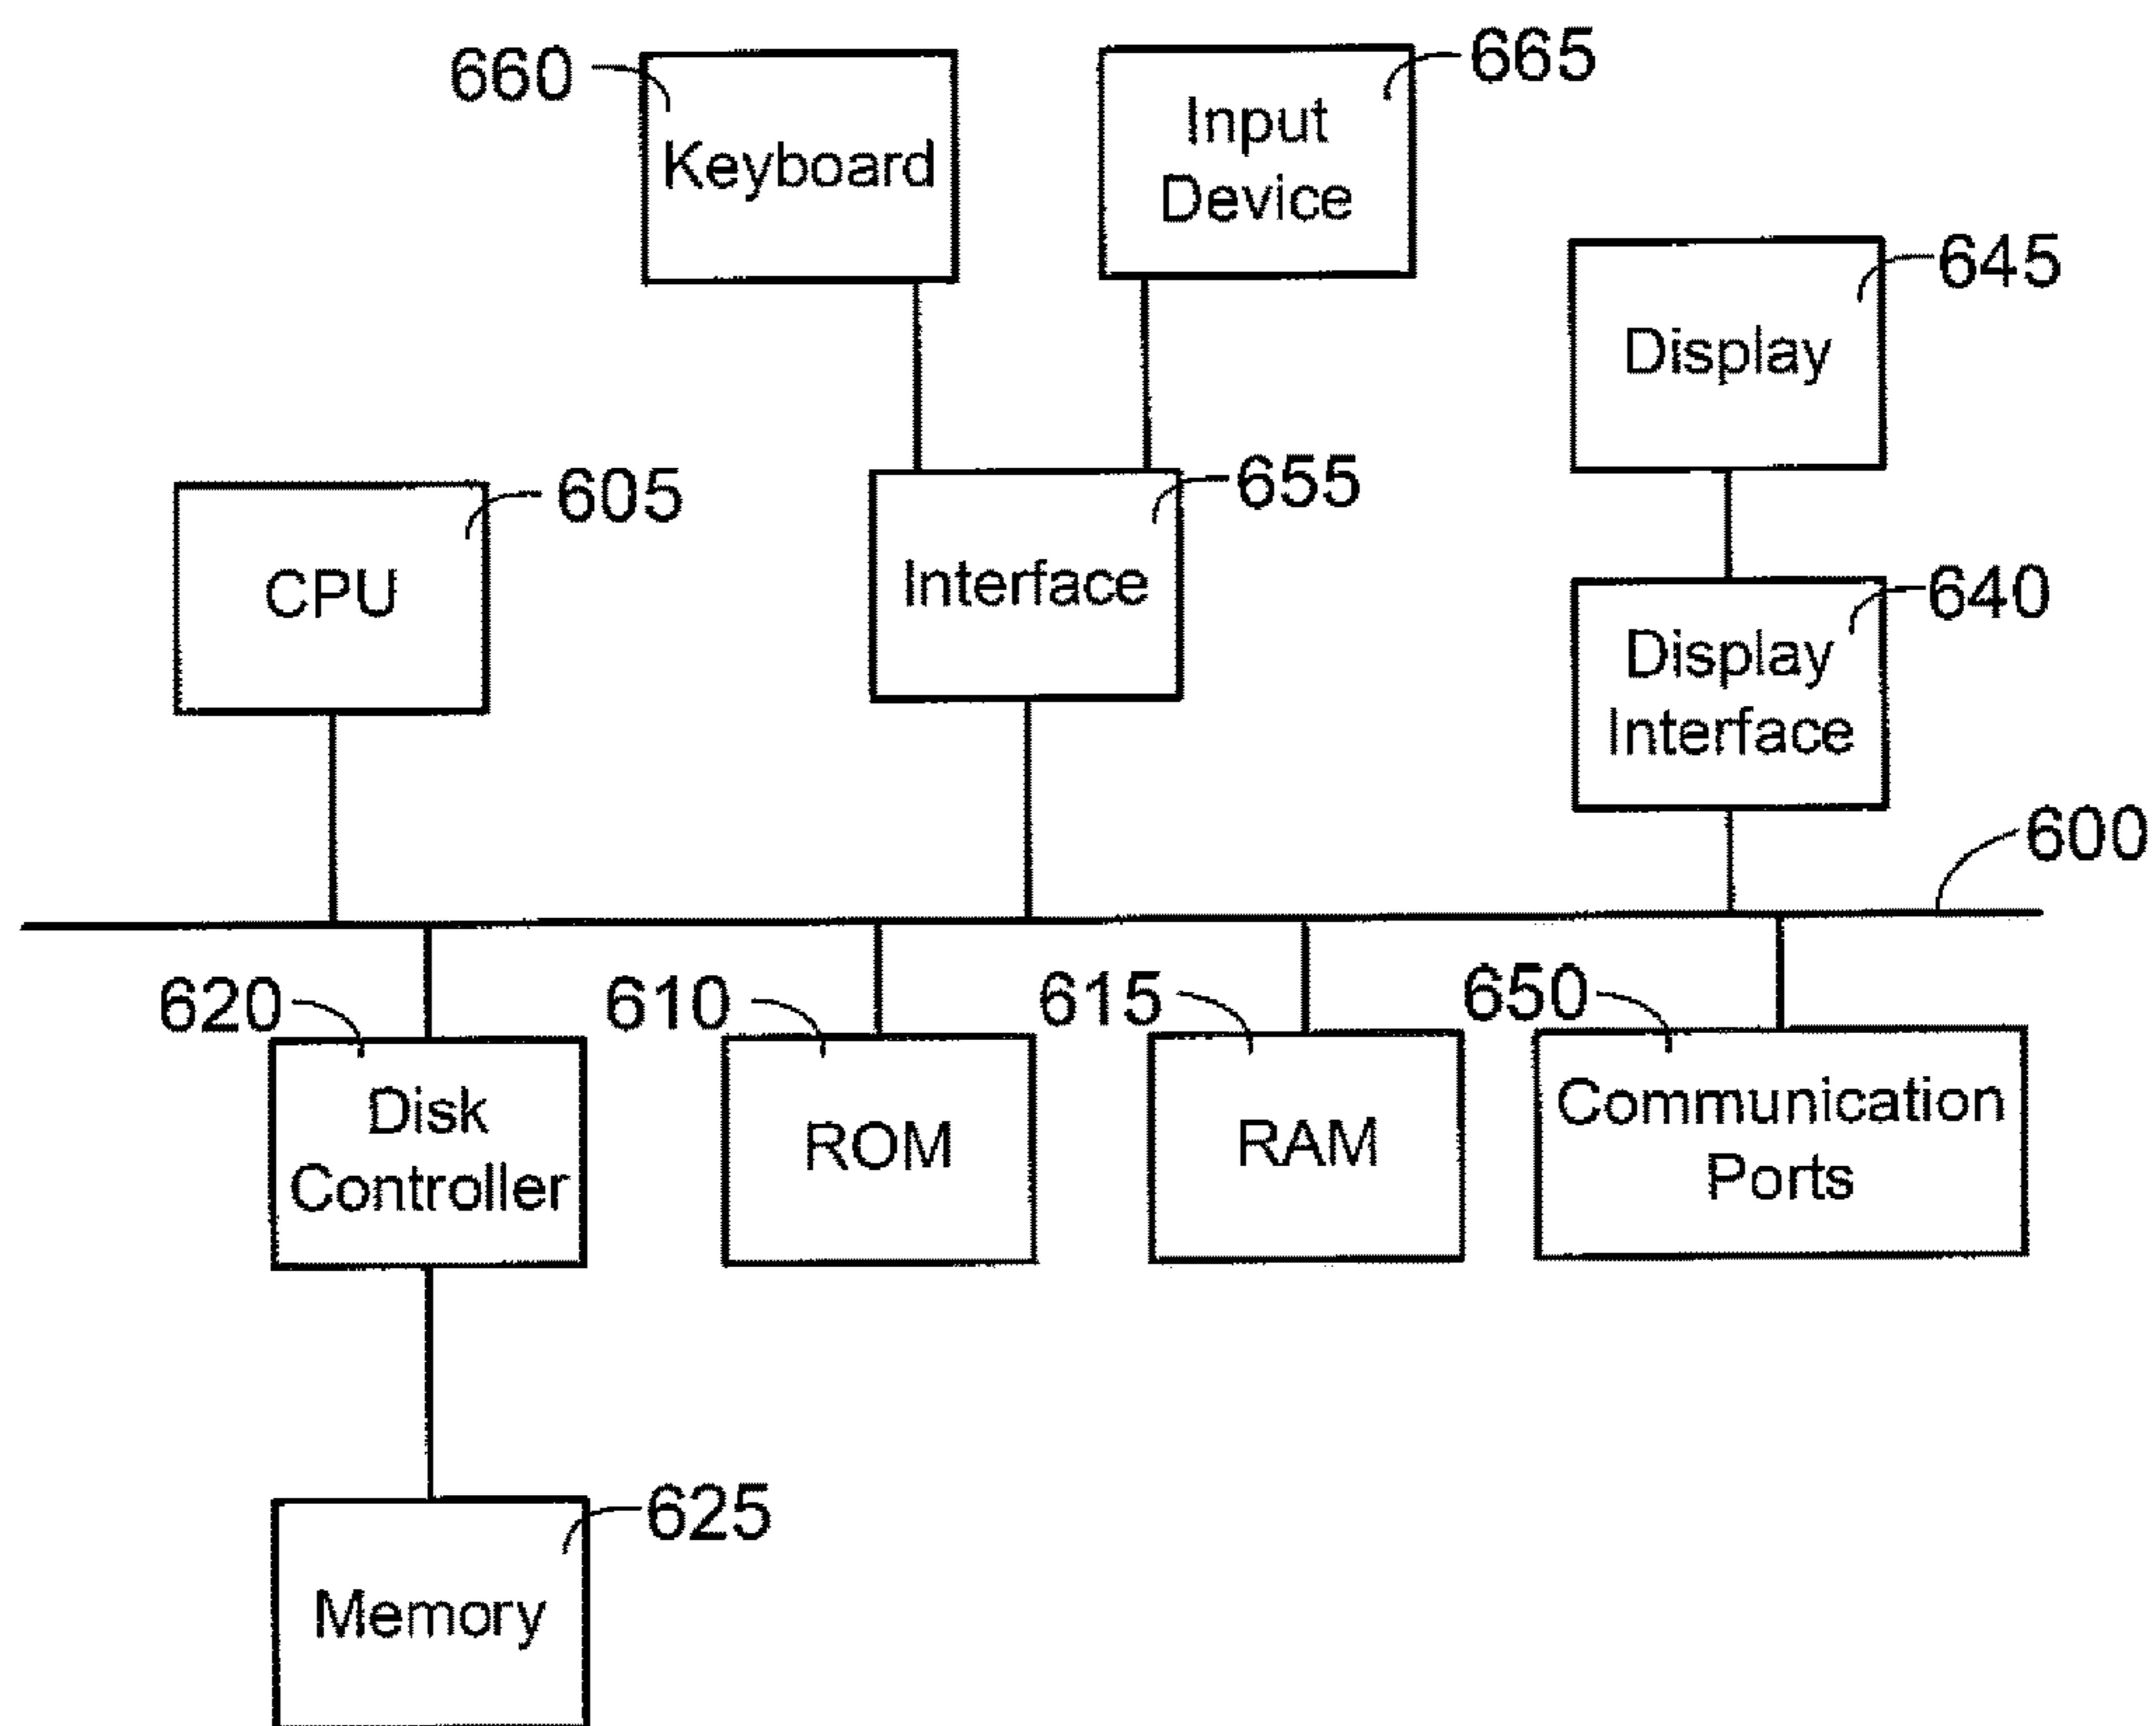 660
Keyboard
Input
Device
665
Display
645
CPU
605
Interface
655
Display
Interface
640
600
620
Disk
Controller
610
ROM
615
RAM
650
Communication
Ports
Memory
625